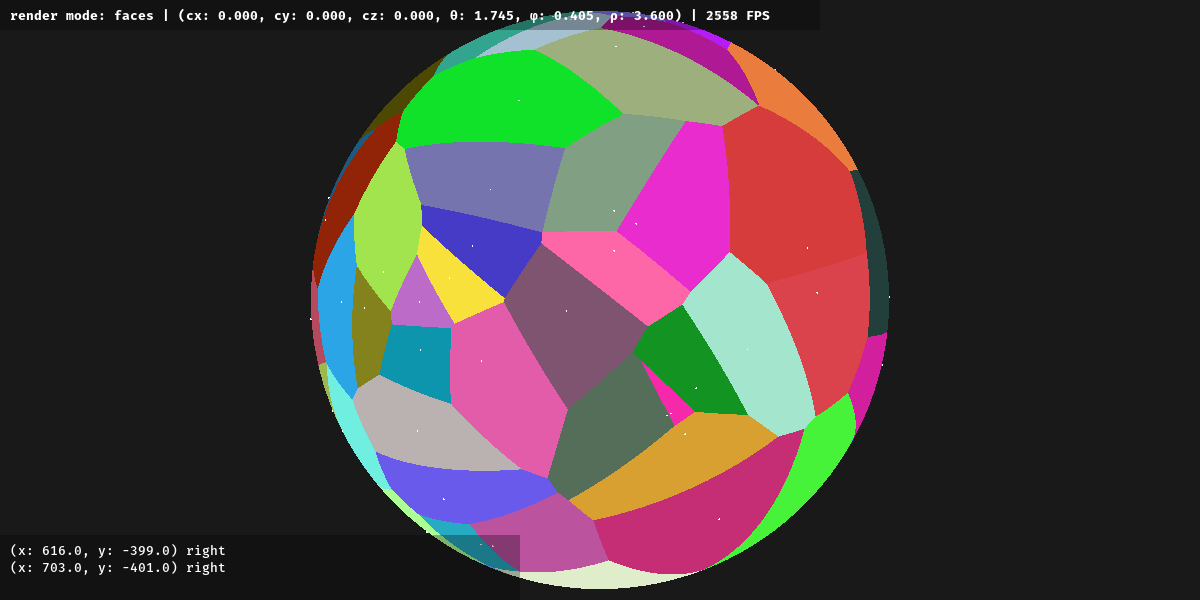 render mode: faces | (cx: 0.000, cy: 0.000, cz: 0.000, θ: 1.745, φ: 0.405, ρ: 3.600) | 2558 FPS
(x: 616.0, y: -399.0) right
(x: 703.0, y: -401.0) right